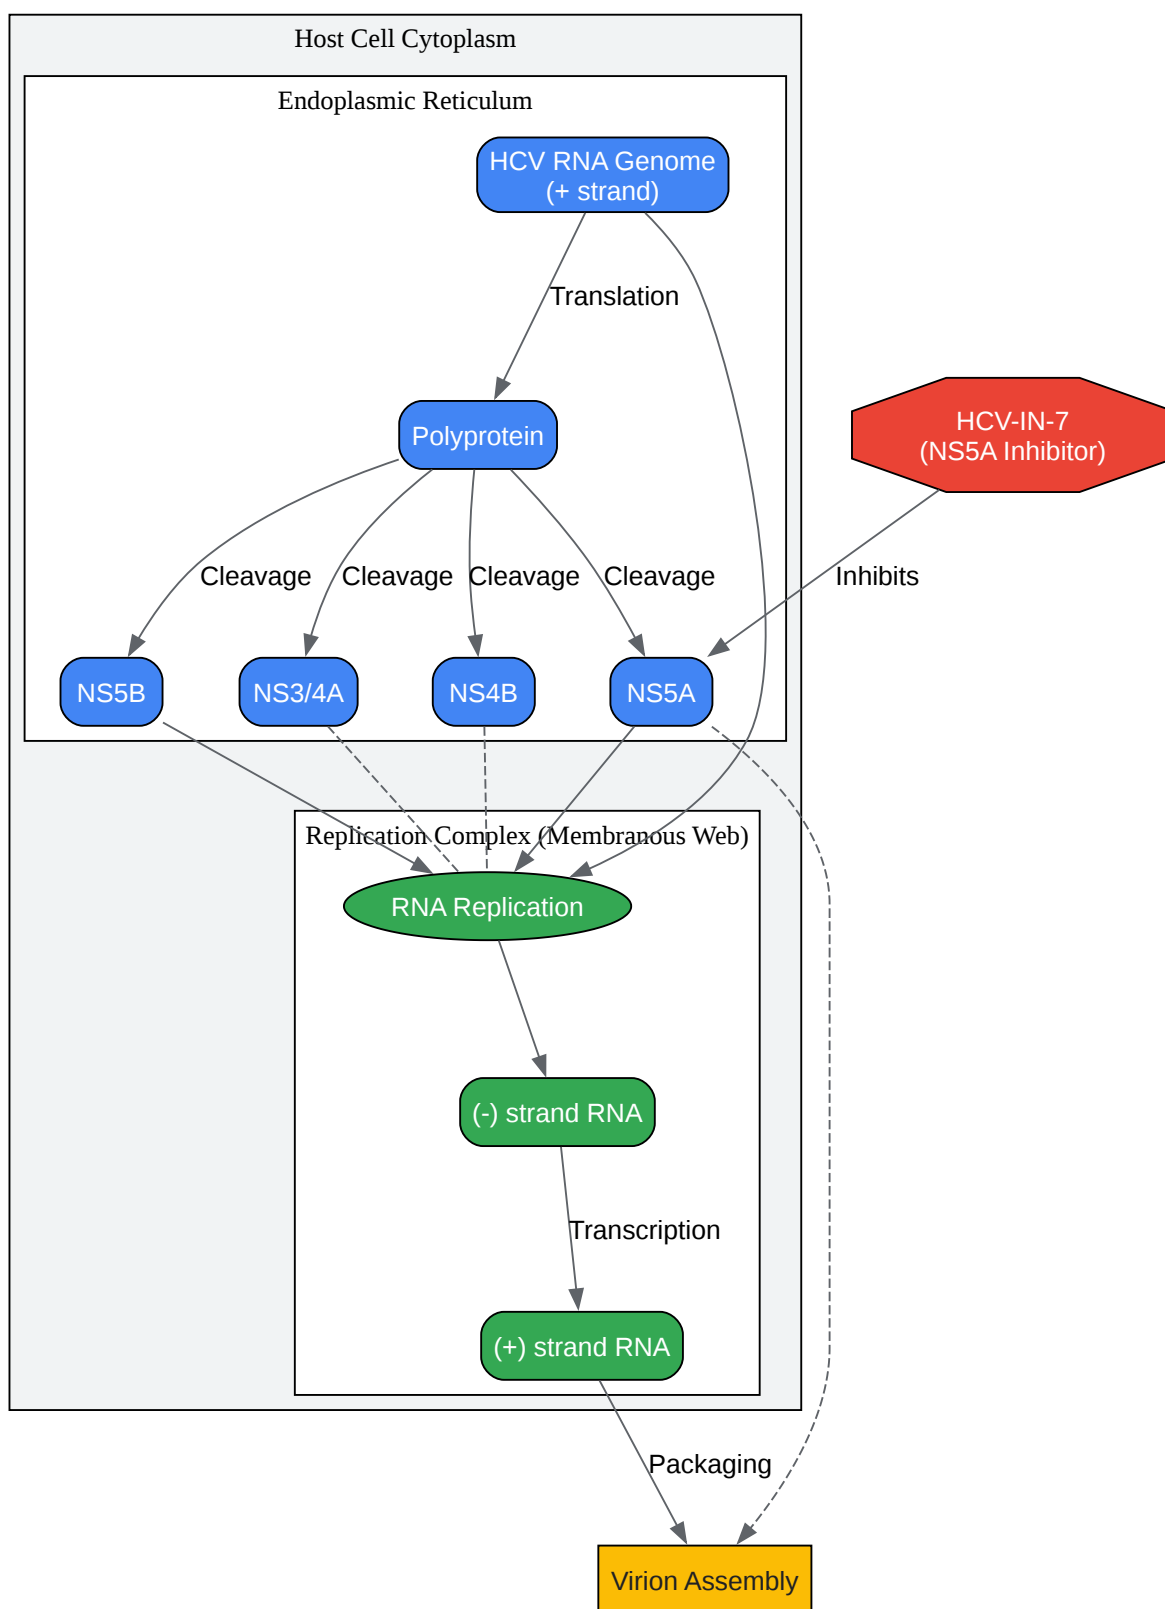 Host Cell Cytoplasm
Endoplasmic Reticulum
HCV RNA Genome
(+ strand)
Translation
Polyprotein
HCV-IN-7
(NS5A Inhibitor)
Cleavage
Cleavage
Cleavage
Cleavage
Inhibits
NS5B
NS3/4A
NS4B
NS5A
Replication Complex (Membranous Web)
RNA Replication
(-) strand RNA
Transcription
(+) strand RNA
Packaging
Virion Assembly